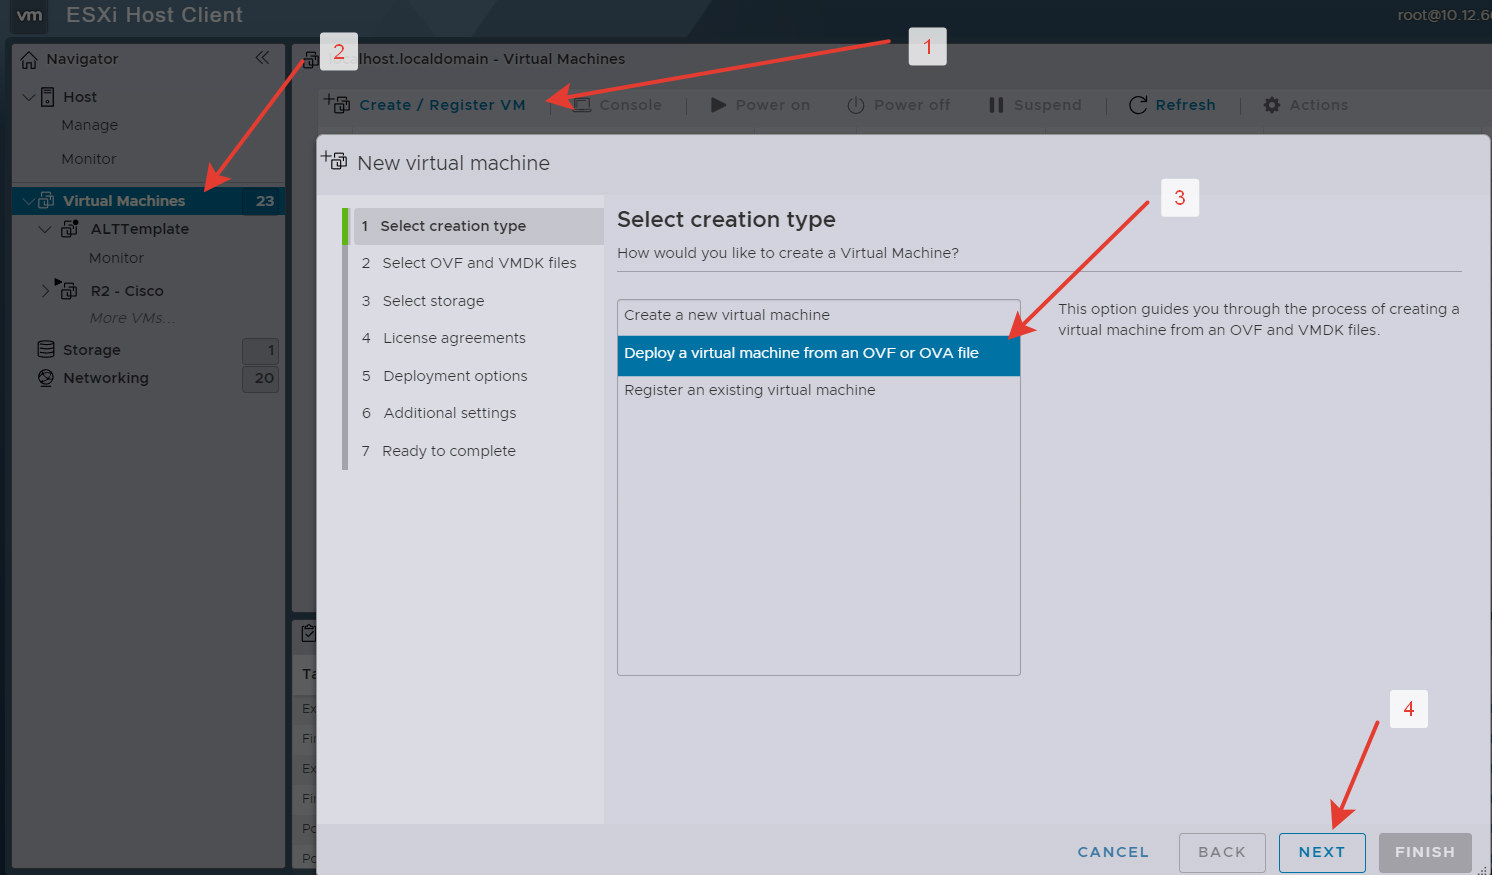 vm ESXi Host Client
root@10.12.6
Navigator
Host
Manage
Monitor
Virtual Machines 23
ALTTemplate
Monitor
R2 - Cisco
More VMs...
Storage 1
Networking 20
2
1
localhost.localdomain - Virtual Machines
Create / Register VM
Console
Power on
Power off
Suspend
Refresh
Actions
New virtual machine
1 Select creation type
2 Select OVF and VMDK files
3 Select storage
4 License agreements
5 Deployment options
6 Additional settings
7 Ready to complete
3
Select creation type
How would you like to create a Virtual Machine?
Create a new virtual machine
Deploy a virtual machine from an OVF or OVA file
Register an existing virtual machine
This option guides you through the process of creating a
virtual machine from an OVF and VMDK files.
4
CANCEL
BACK
NEXT
FINISH